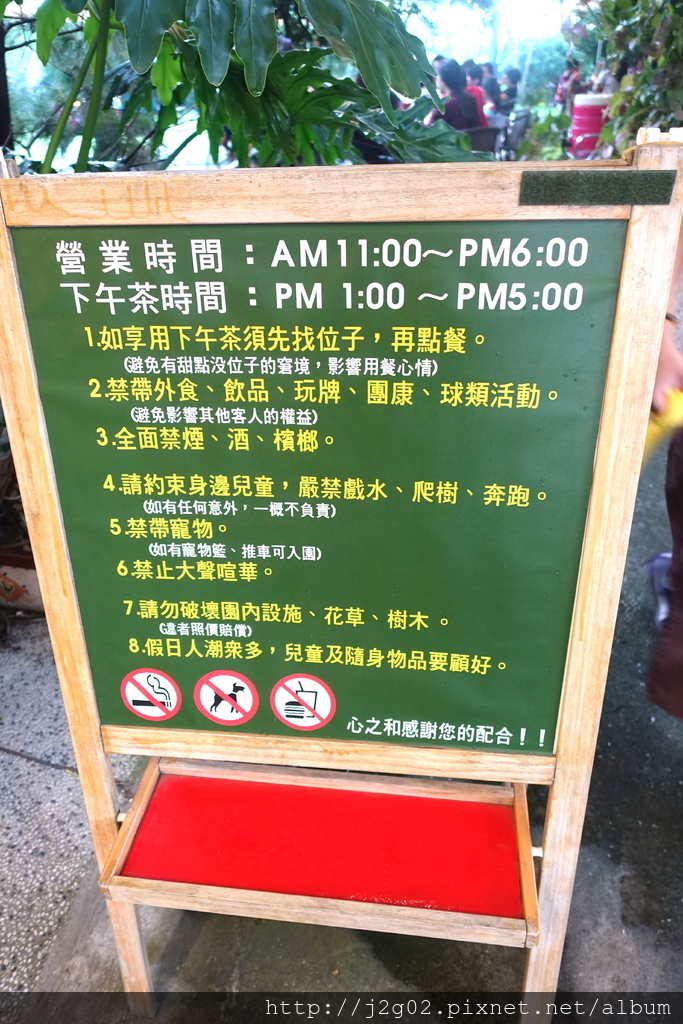 營業時間：AM11:00～PM6:00
下午茶時間：PM 1:00 ～PM5:00
1.如享用下午茶須先找位子，再點餐。
(避免有甜點沒位子的窘境，影響用餐心情)
2.禁帶外食、飲品、玩牌、團康、球類活動。
(避免影響其他客人的權益)
3.全面禁煙、酒、檳榔。
4.請約束身邊兒童，嚴禁戲水、爬樹、奔跑。
(如有任何意外，一概不負責)
5.禁帶寵物。
(如有寵物籃、推車可入園)
6.禁止大聲喧華。
7.請勿破壞園內設施、花草、樹木。
(違者照價賠償)
8.假日人潮衆多，兒童及隨身物品要顧好。
心之和感謝您的配合！！
http://j2g02.pixnet.net/album